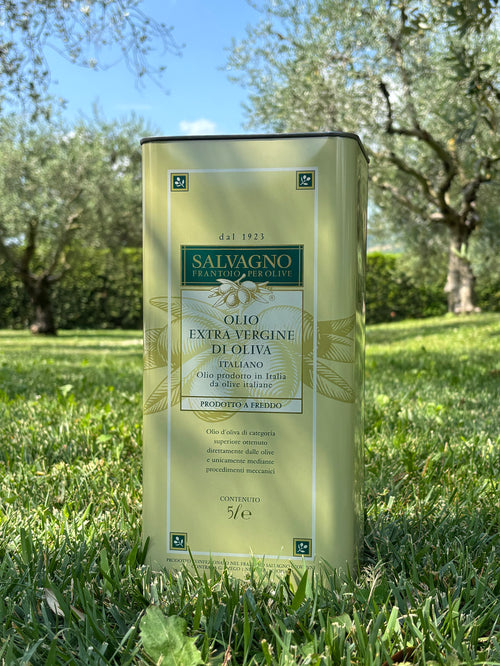 dal 1923
SALVAGNO
FRANTOIO PER OLIVE
OLIO
EXTRA VERGINE
DI OLIVA
ITALIANO
Olio prodotto in Italia
da olive italiane
PRODOTTO A FREDDO
Olio d'oliva di categoria
superiore ottenuto
direttamente dalle olive
e unicamente mediante
procedimenti meccanici
CONTENUTO
5ℓ℮